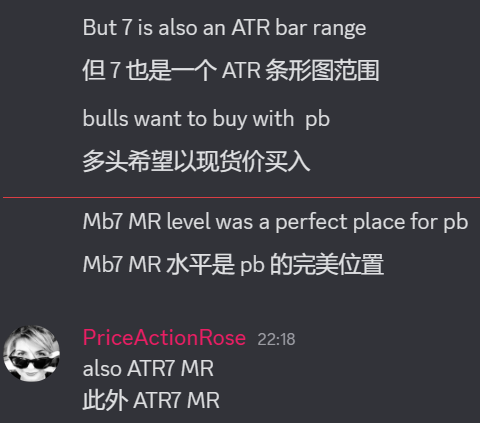 But 7 is also an ATR bar range
但 7 也是一个 ATR 条形图范围
bulls want to buy with pb
多头希望以现货价买入
Mb7 MR level was a perfect place for pb
Mb7 MR 水平是 pb 的完美位置
PriceActionRose 22:18
also ATR7 MR
此外 ATR7 MR